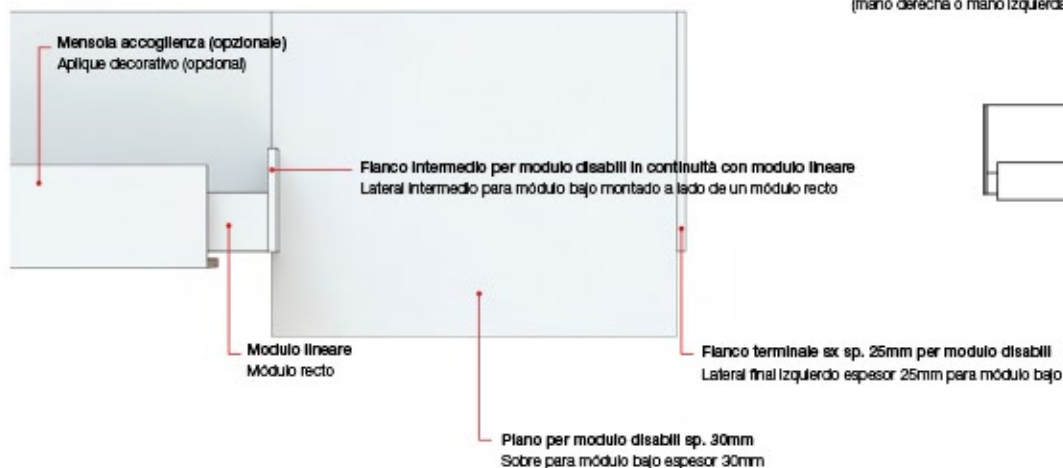 (mano derecha o mano izquierda
Mensola accoglienza (opzionale)
Aplique decorativo (opcional)
Fianco intermedio per modulo disabili in continuità con modulo lineare
Lateral intermedio para módulo bajo montado a lado de un módulo recto
Modulo lineare
Módulo recto
Fianco terminale sx sp. 25mm per modulo disabili
Lateral final izquierdo espesor 25mm para módulo bajo
Piano per modulo disabili sp. 30mm
Sobre para módulo bajo espesor 30mm